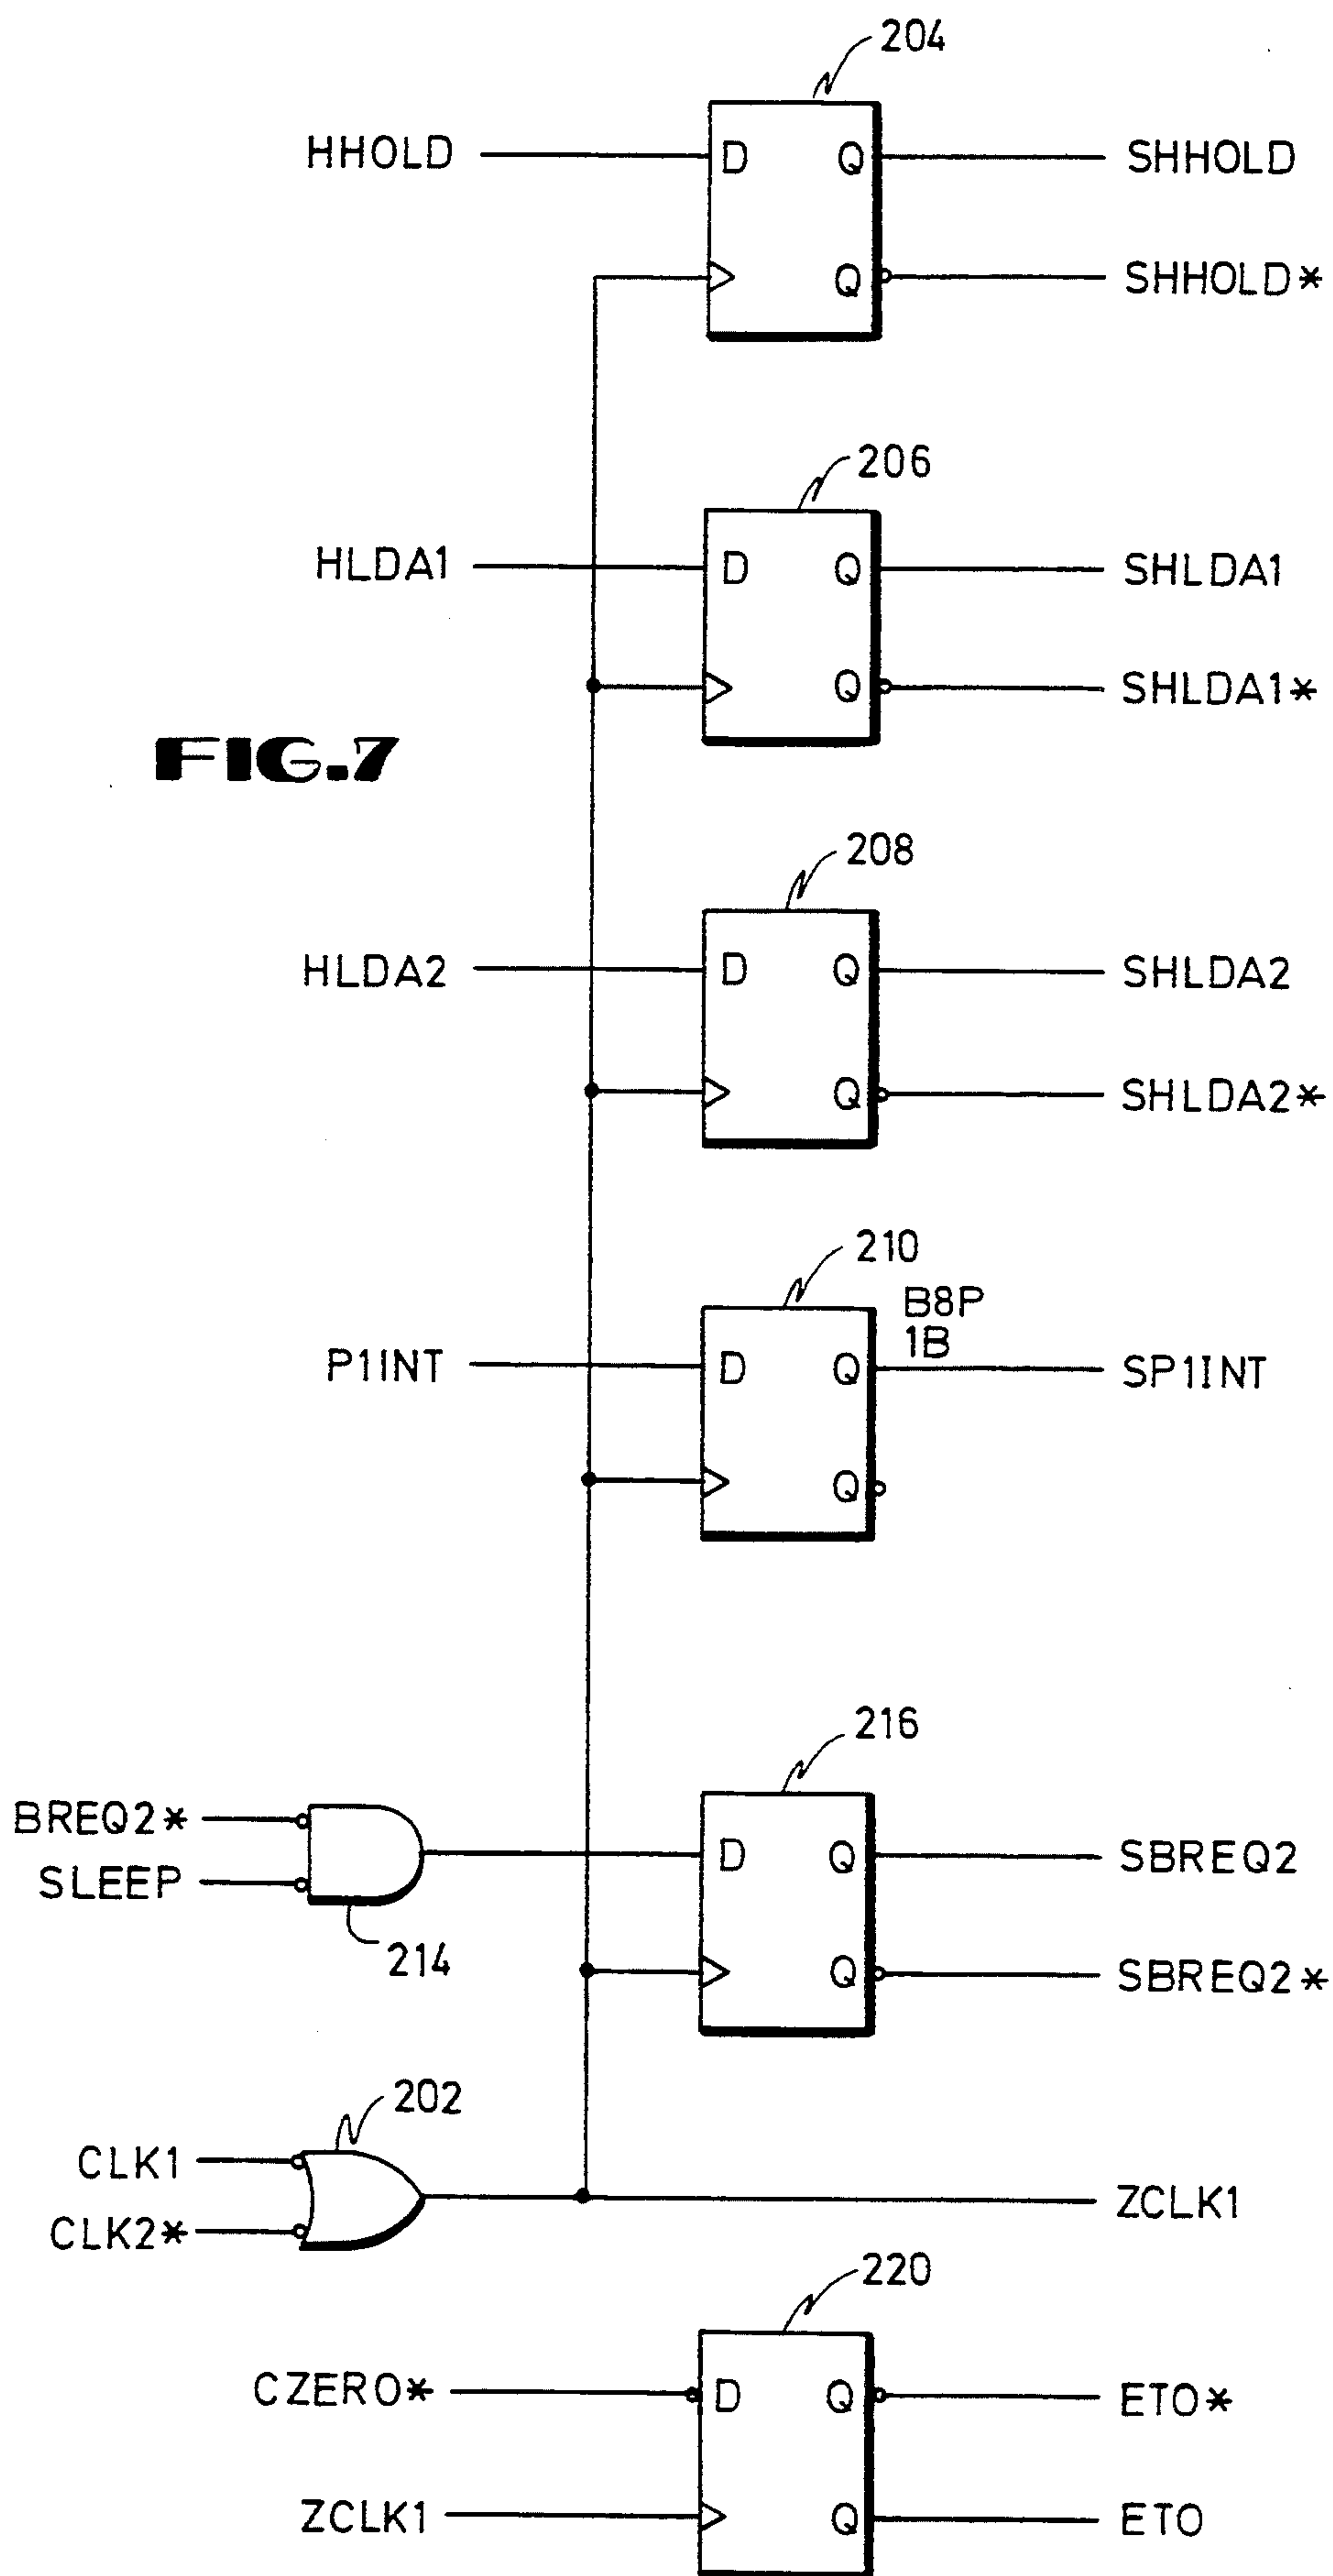 204
HHOLD D Q SHHOLD
Q SHHOLD*
206
HLDA1 D Q SHLDA1
Q SHLDA1*
FIG.7
208
HLDA2 D Q SHLDA2
Q SHLDA2*
210
B8P
1B
P1INT D Q SP1INT
Q
216
BREQ2* D Q SBREQ2
SLEEP
214
Q SBREQ2*
202
CLK1
ZCLK1
CLK2*
220
CZERO* D Q ETO*
ZCLK1 Q ETO